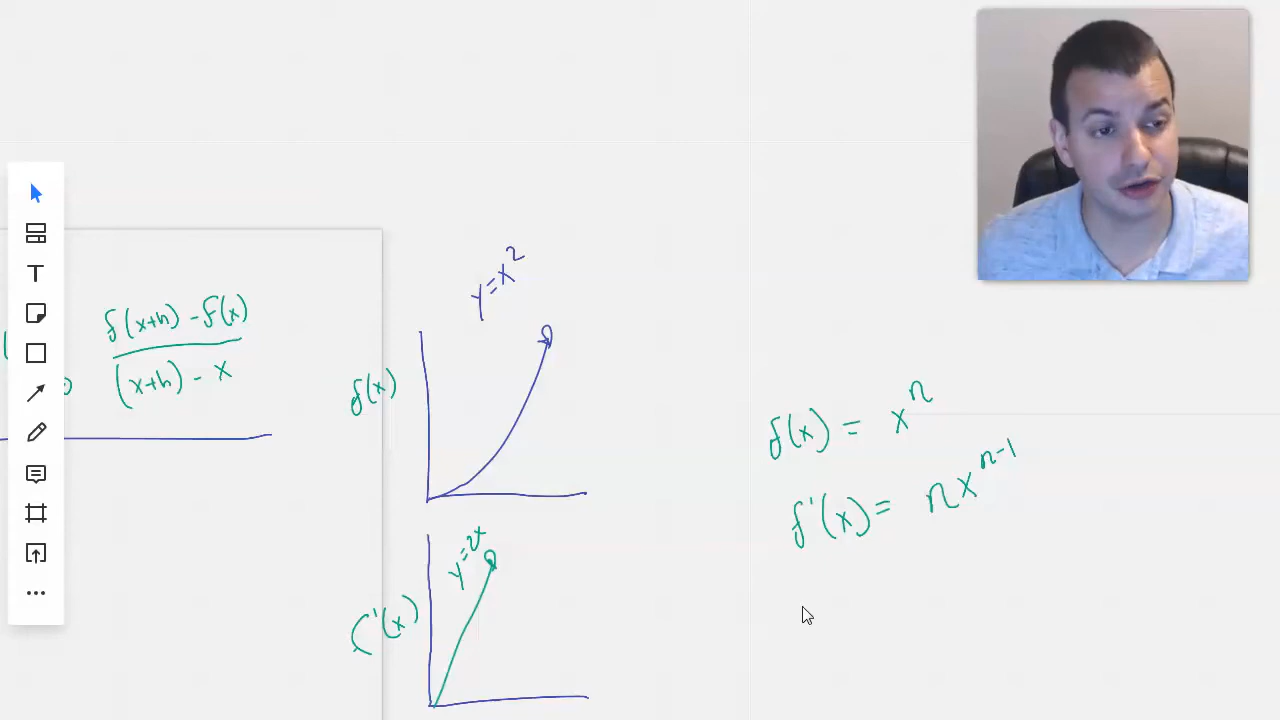 T
f(x+h) - f(x)
(x+h) - x
y=x²
f(x)
y=2x
f'(x)
f(x) = xⁿ
f'(x) = nxⁿ⁻¹